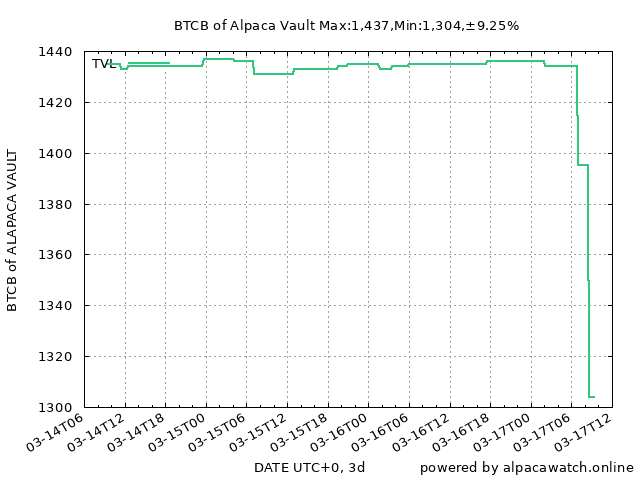 BTCB of Alpaca Vault Max:1,437,Min:1,304,±9.25%
TVL
1440
1420
1400
1380
1360
1340
1320
1300
BTCB of ALAPACA VAULT
03-14T06
03-14T12
03-14T18
03-15T00
03-15T06
03-15T12
03-15T18
03-16T00
03-16T06
03-16T12
03-16T18
03-17T00
03-17T06
03-17T12
DATE UTC+0, 3d
powered by alpacawatch.online